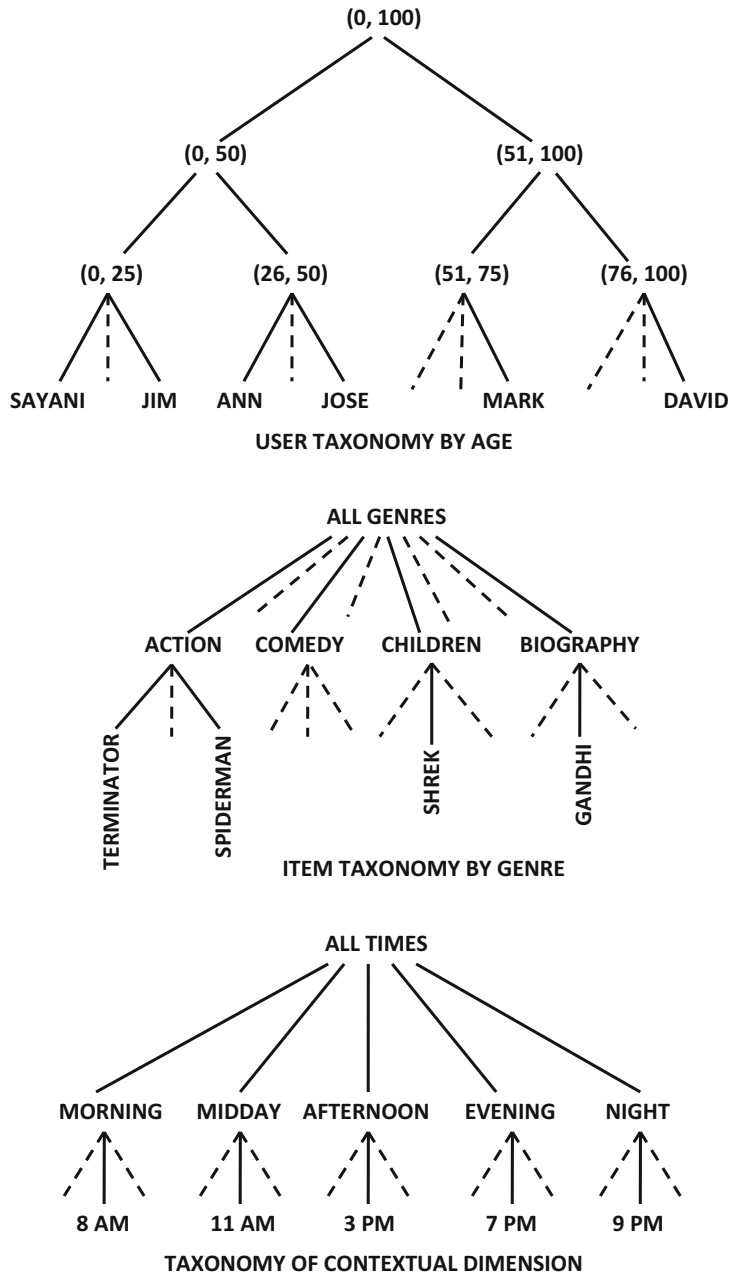 (0, 100)
(0, 50) (51, 100)
(0, 25) (26, 50) (51, 75) (76, 100)
SAYANI JIM ANN JOSE MARK DAVID
USER TAXONOMY BY AGE
ALL GENRES
ACTION COMEDY CHILDREN BIOGRAPHY
TERMINATOR
SPIDERMAN
SHREK
GANDHI
ITEM TAXONOMY BY GENRE
ALL TIMES
MORNING MIDDAY AFTERNOON EVENING NIGHT
8 AM 11 AM 3 PM 7 PM 9 PM
TAXONOMY OF CONTEXTUAL DIMENSION